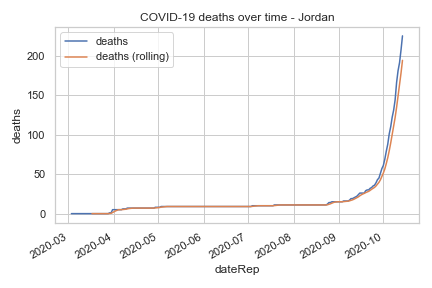 COVID-19 deaths over time - Jordan
deaths
deaths (rolling)
deaths
200
150
100
50
0
2020-03
2020-04
2020-05
2020-06
2020-07
2020-08
2020-09
2020-10
dateRep